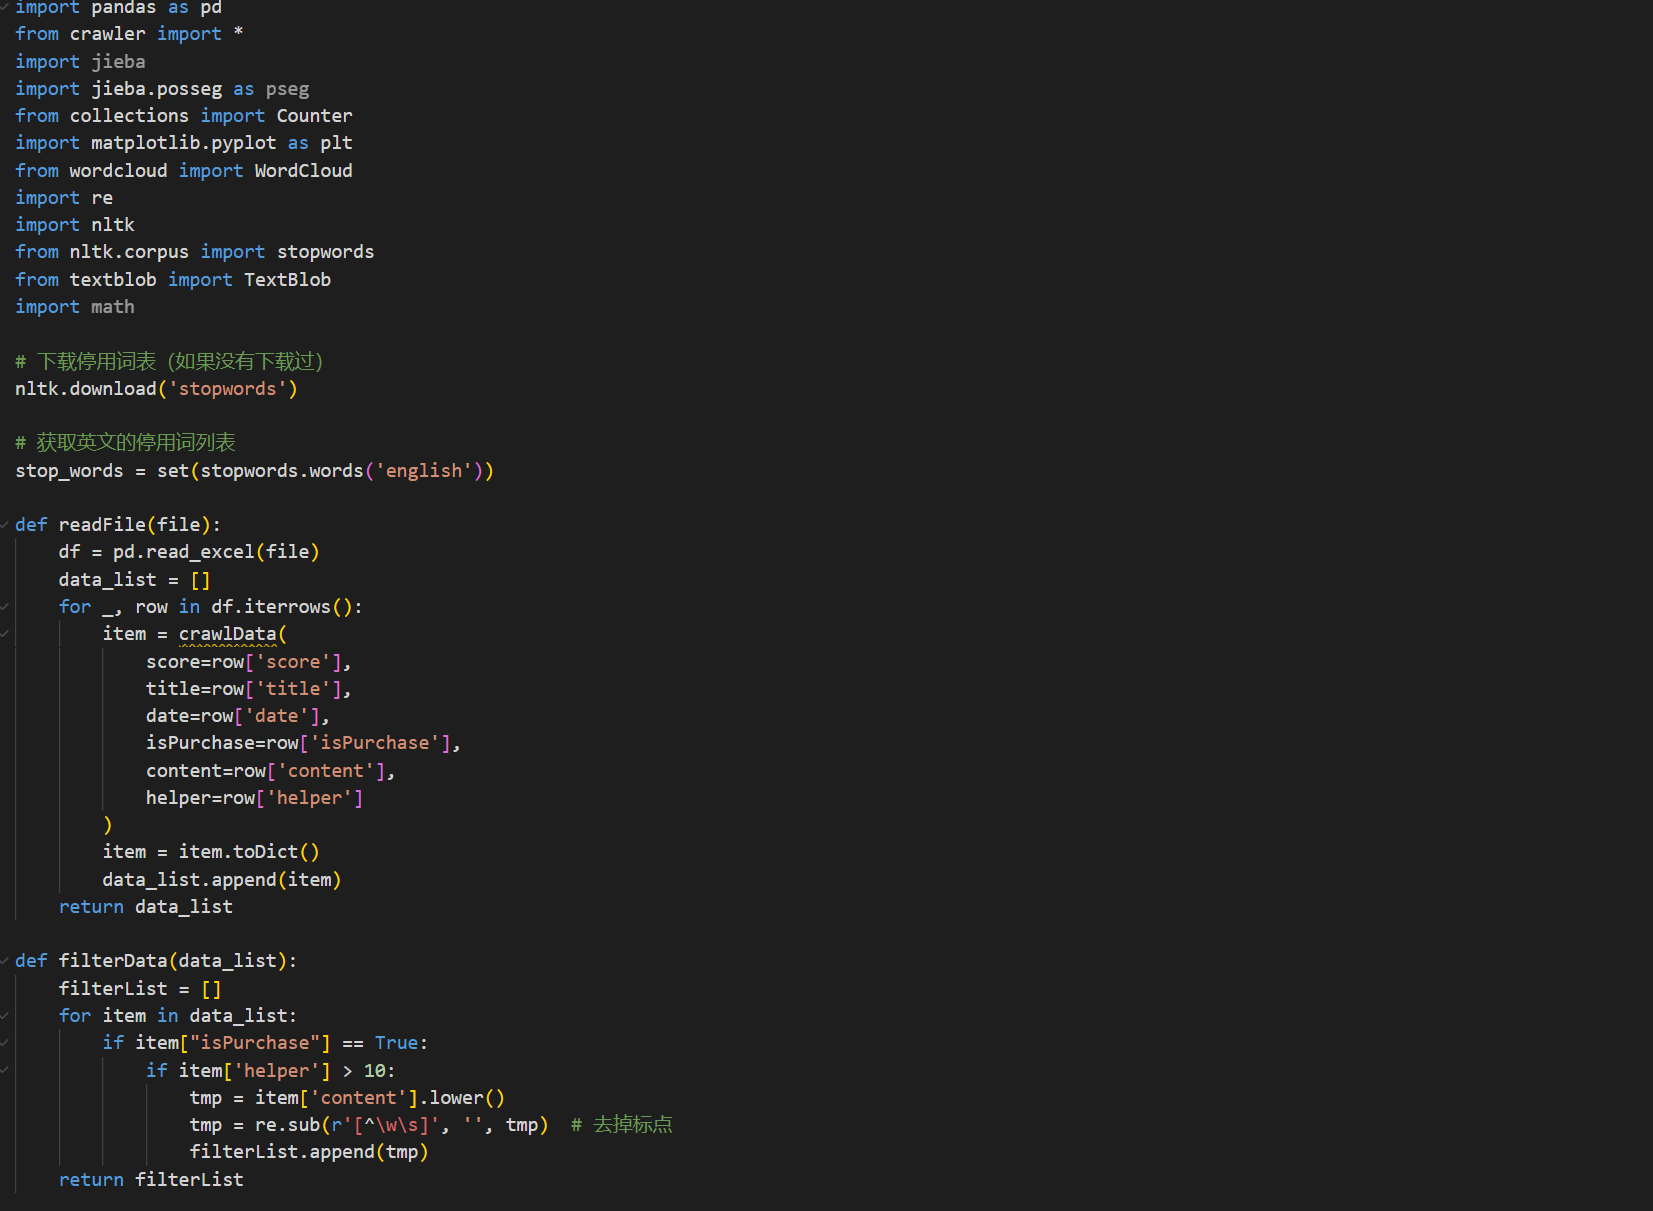 import pandas as pd
from crawler import *
import jieba
import jieba.posseg as pseg
from collections import Counter
import matplotlib.pyplot as plt
from wordcloud import WordCloud
import re
import nltk
from nltk.corpus import stopwords
from textblob import TextBlob
import math

# 下载停用词表（如果没有下载过）
nltk.download('stopwords')

# 获取英文的停用词列表
stop_words = set(stopwords.words('english'))

def readFile(file):
    df = pd.read_excel(file)
    data_list = []
    for _, row in df.iterrows():
        item = crawlData(
            score=row['score'],
            title=row['title'],
            date=row['date'],
            isPurchase=row['isPurchase'],
            content=row['content'],
            helper=row['helper']
        )
        item = item.toDict()
        data_list.append(item)
    return data_list

def filterData(data_list):
    filterList = []
    for item in data_list:
        if item["isPurchase"] == True:
            if item['helper'] > 10:
                tmp = item['content'].lower()
                tmp = re.sub(r'[^\w\s]', '', tmp)  # 去掉标点
                filterList.append(tmp)
    return filterList